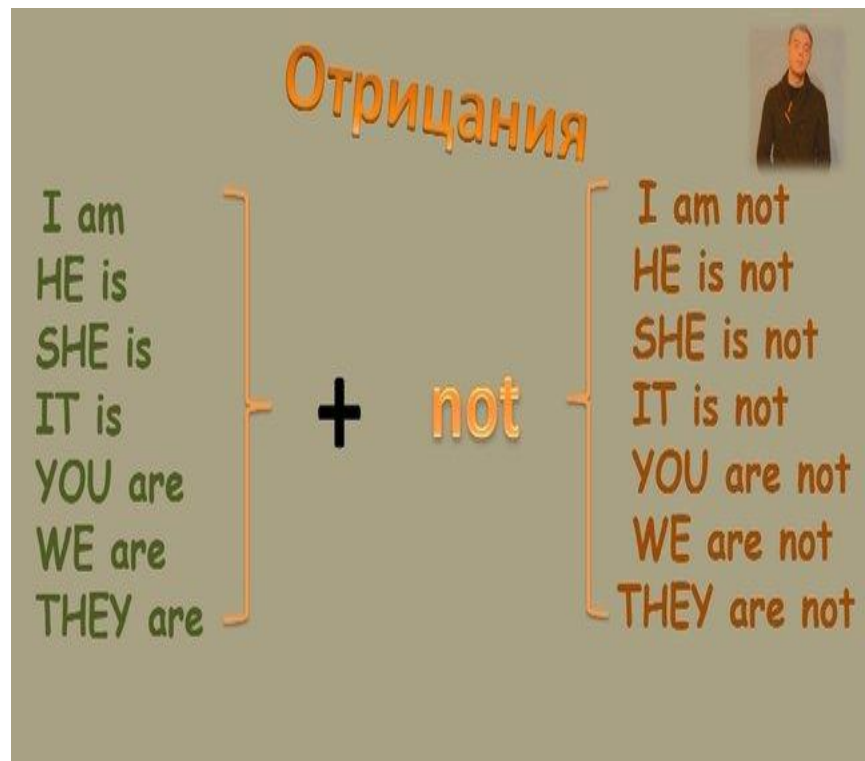 Отрицания
I am
HE is
SHE is
IT is
YOU are
WE are
THEY are
+ not
I am not
HE is not
SHE is not
IT is not
YOU are not
WE are not
THEY are not